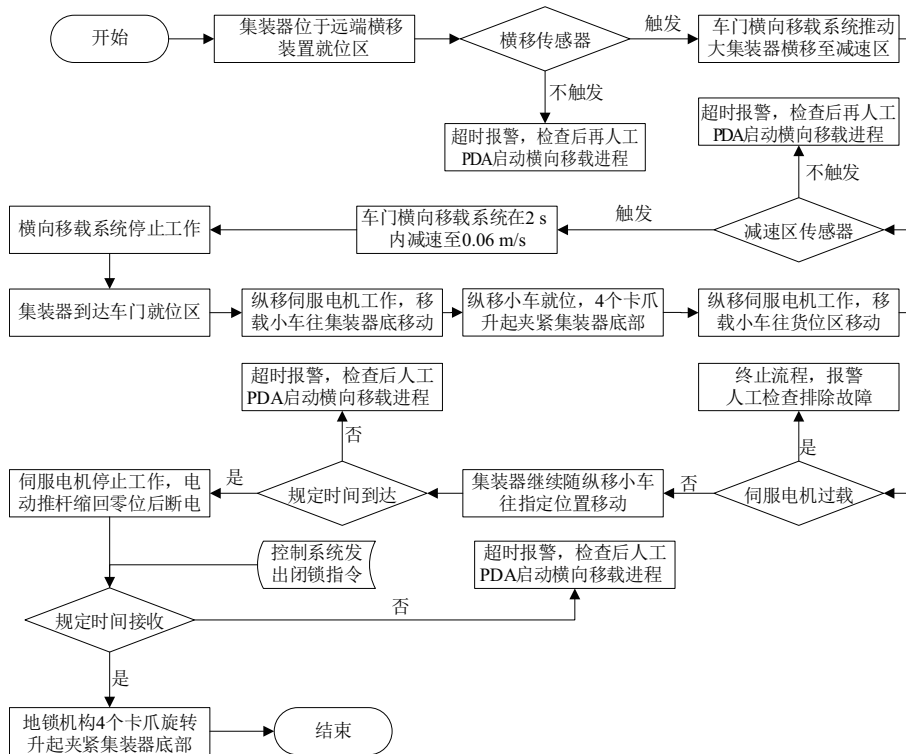 开始
集装器位于远端横移
装置就位区
横移传感器
触发
车门横向移载系统推动
大集装器横移至减速区
不触发
超时报警，检查后再人工
PDA启动横向移载进程
超时报警，检查后再人工
PDA启动横向移载进程
不触发
横向移载系统停止工作
车门横向移载系统在2 s
内减速至0.06 m/s
触发
减速区传感器
集装器到达车门就位区
纵移伺服电机工作，移
载小车往集装器底移动
纵移小车就位，4个卡爪
升起夹紧集装器底部
纵移伺服电机工作，移
载小车往货位区移动
超时报警，检查后人工
PDA启动横向移载进程
终止流程，报警
人工检查排除故障
否
是
伺服电机停止工作，电
动推杆缩回零位后断电
是
规定时间到达
集装器继续随纵移小车
往指定位置移动
否
伺服电机过载
控制系统发
出闭锁指令
超时报警，检查后人工
PDA启动横向移载进程
规定时间接收
否
是
地锁机构4个卡爪旋转
升起夹紧集装器底部
结束